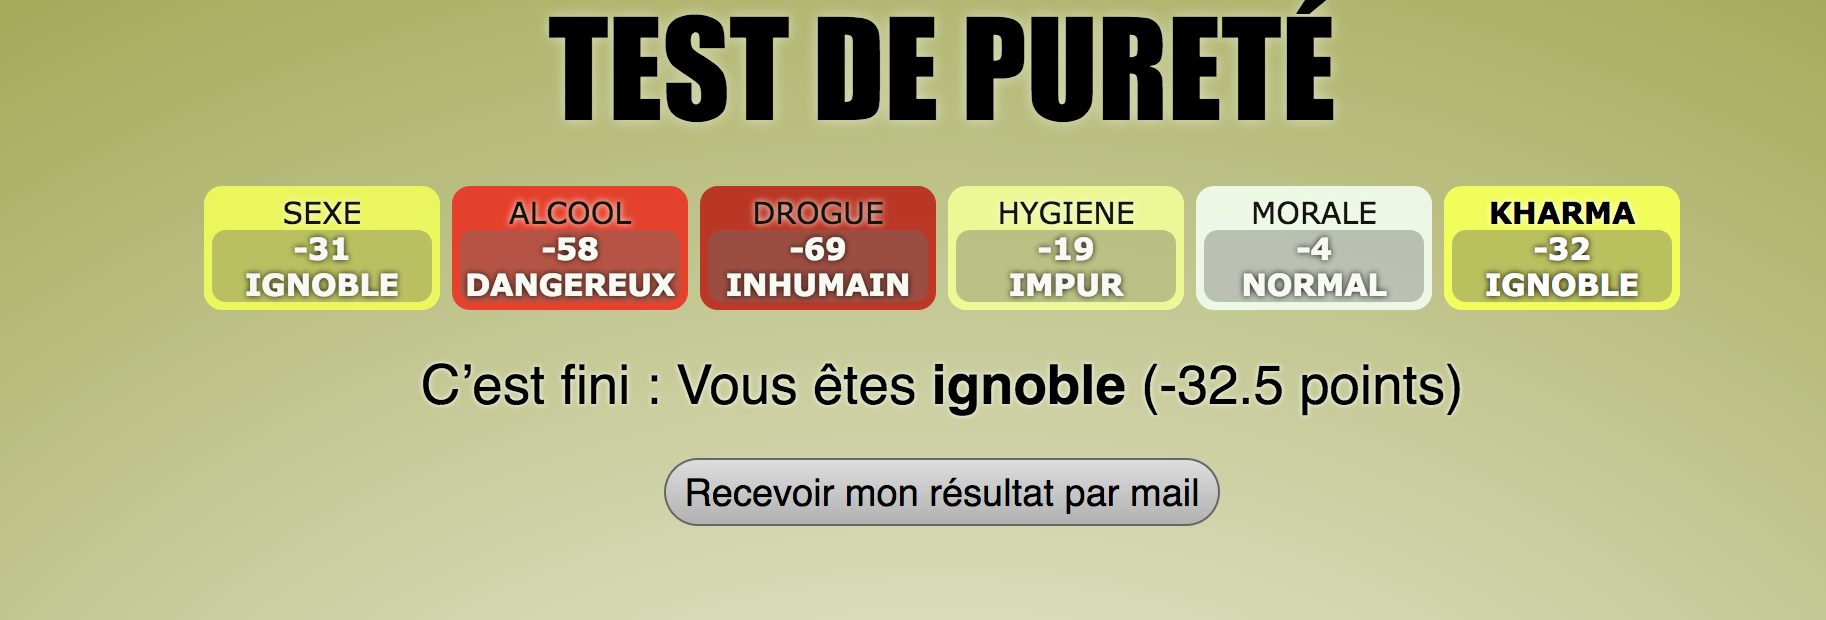 TEST DE PURETÉ
SEXE ALCOOL DROGUE HYGIENE MORALE KHARMA
-31 -58 -69 -19 -4 -32
IGNOBLE DANGEREUX INHUMAIN IMPUR NORMAL IGNOBLE
C’est fini : Vous êtes ignoble (-32.5 points)
Recevoir mon résultat par mail